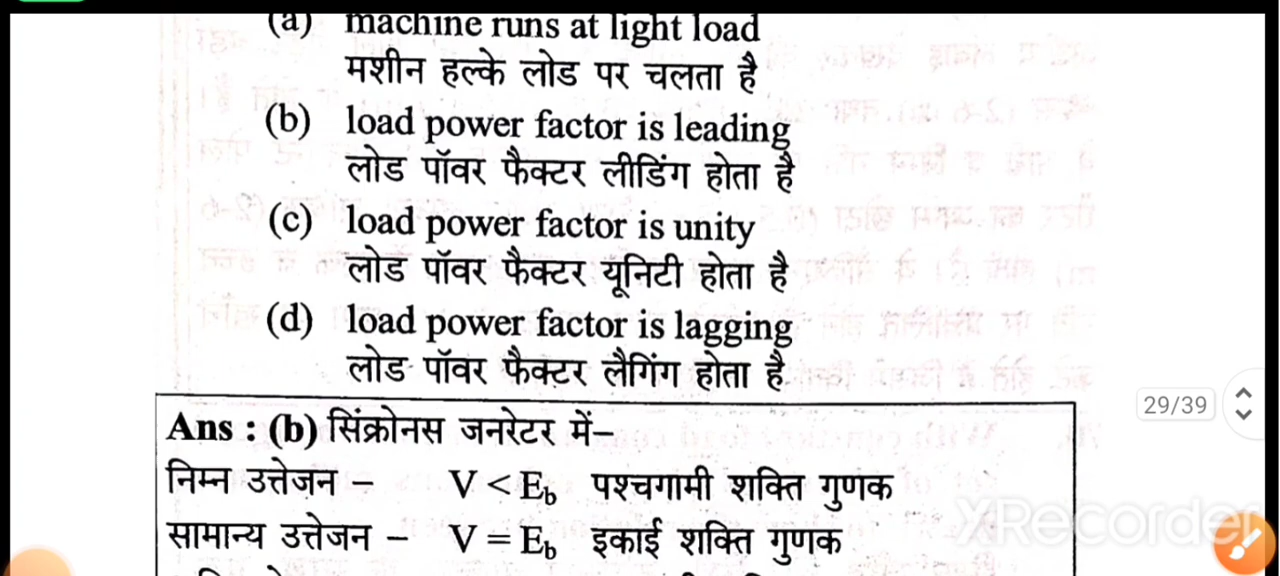 (a) machine runs at light load
मशीन हल्के लोड पर चलता है
(b) load power factor is leading
लोड पॉवर फैक्टर लीडिंग होता है
(c) load power factor is unity
लोड पॉवर फैक्टर यूनिटी होता है
(d) load power factor is lagging
लोड पॉवर फैक्टर लैगिंग होता है
29/39
Ans : (b) सिंक्रोनस जनरेटर में–
निम्न उत्तेजन – V < Eb पश्चगामी शक्ति गुणक
सामान्य उत्तेजन – V = Eb इकाई शक्ति गुणक
XRecorder